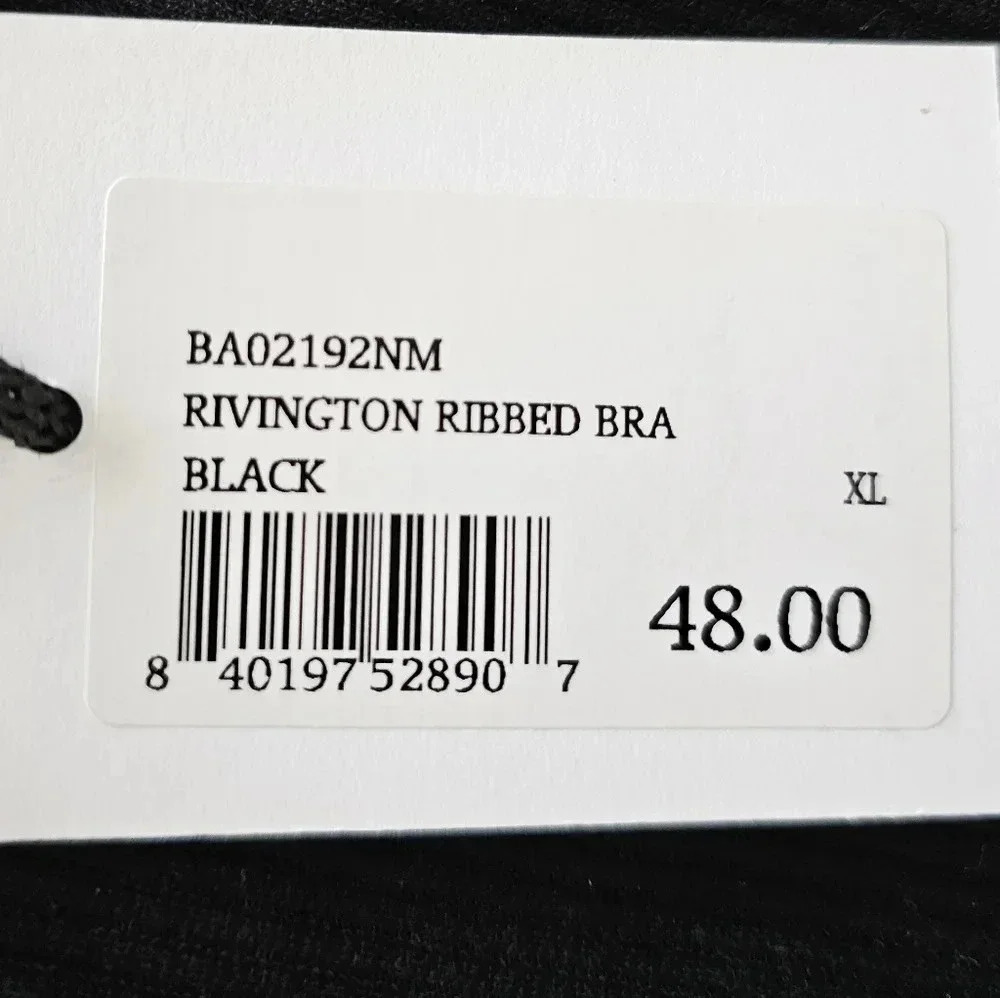 BA02192NM
RIVINGTON RIBBED BRA
BLACK
XL
48.00
8 40197 52890 7